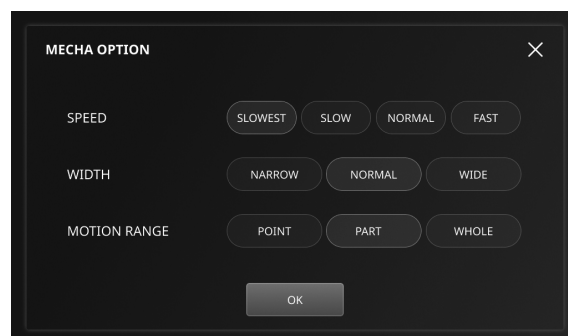 MECHA OPTION
SPEED SLOWEST SLOW NORMAL FAST
WIDTH NARROW NORMAL WIDE
MOTION RANGE POINT PART WHOLE
OK